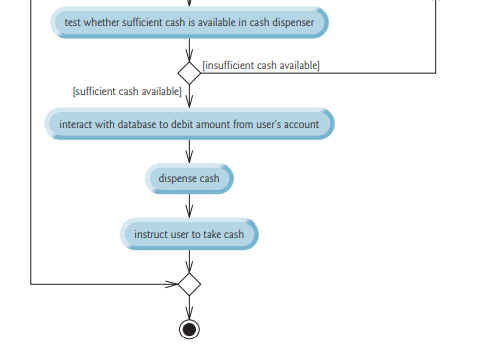 test whether sufficient cash is available in cash dispenser
[insufficient cash available]
[sufficient cash available]
interact with database to debit amount from user's account
dispense cash
instruct user to take cash